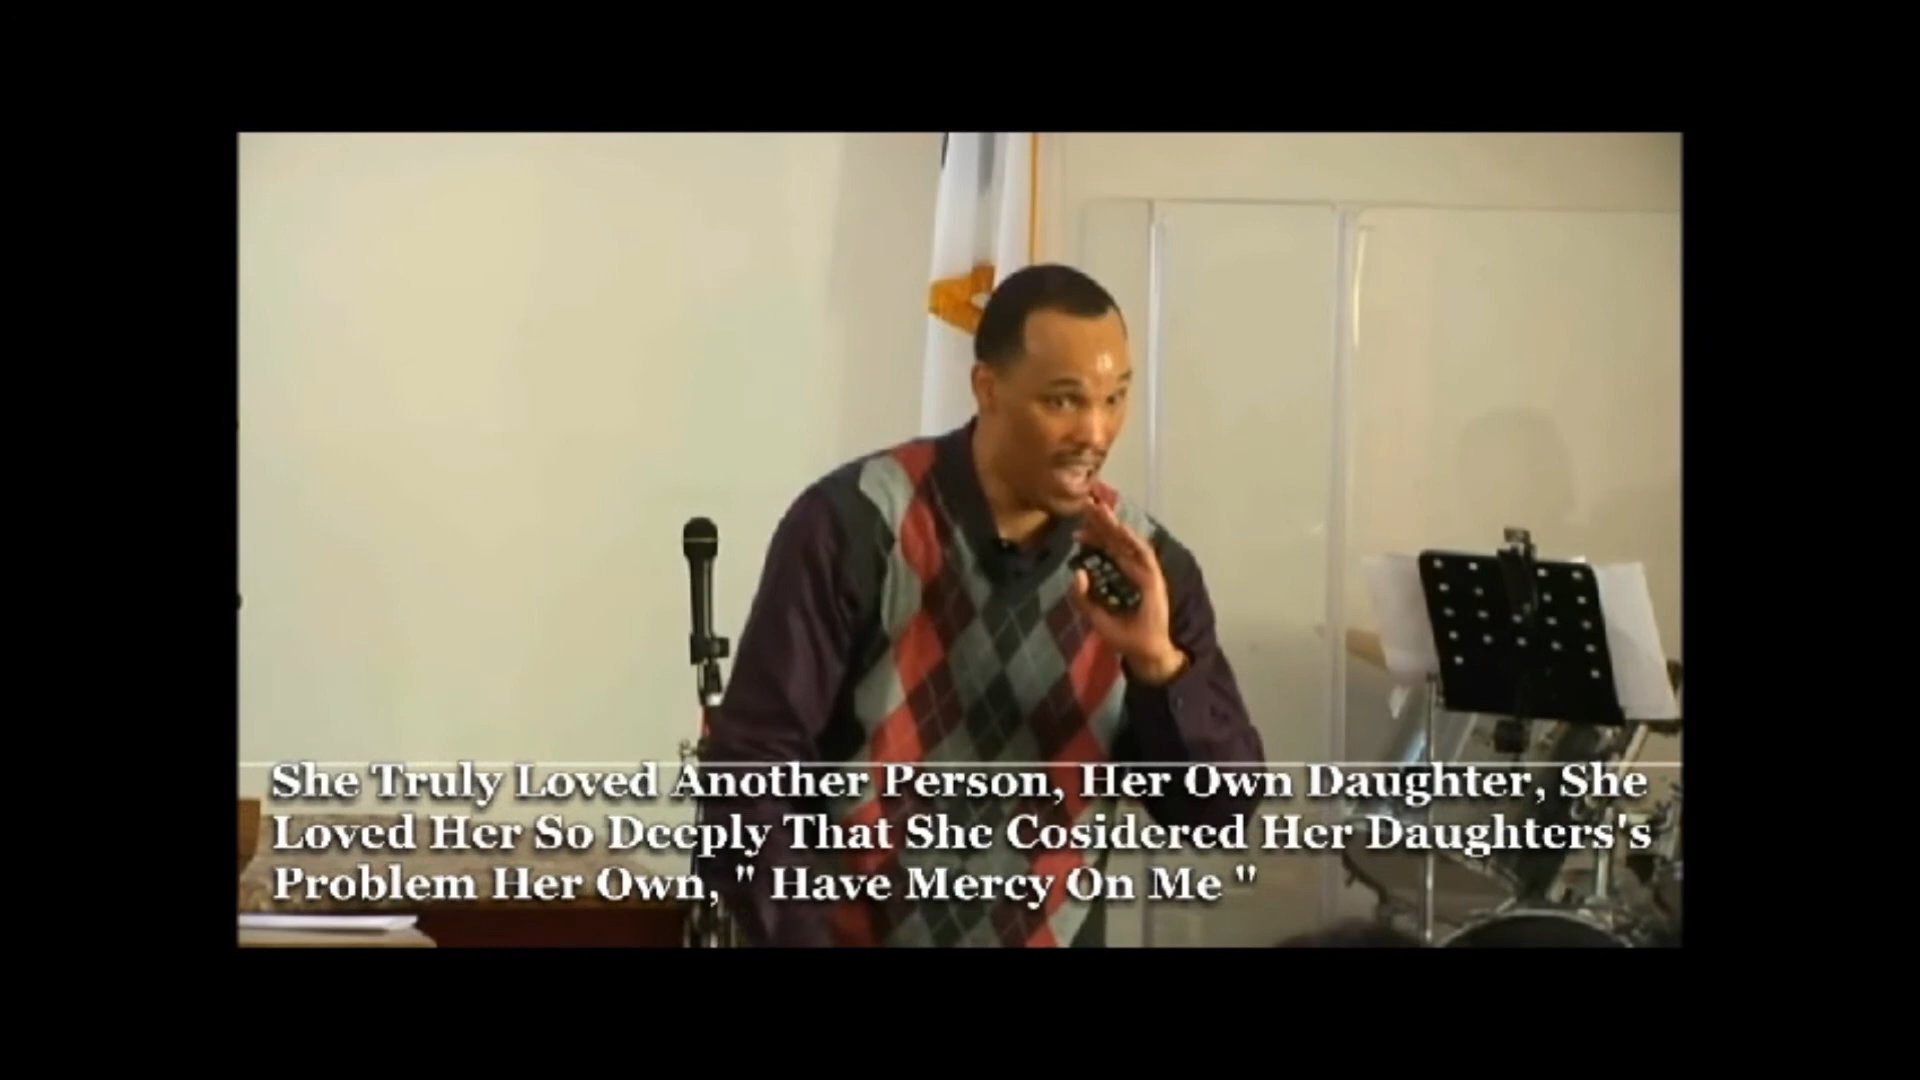 She Truly Loved Another Person, Her Own Daughter, She
Loved Her So Deeply That She Cosidered Her Daughters's
Problem Her Own, " Have Mercy On Me "